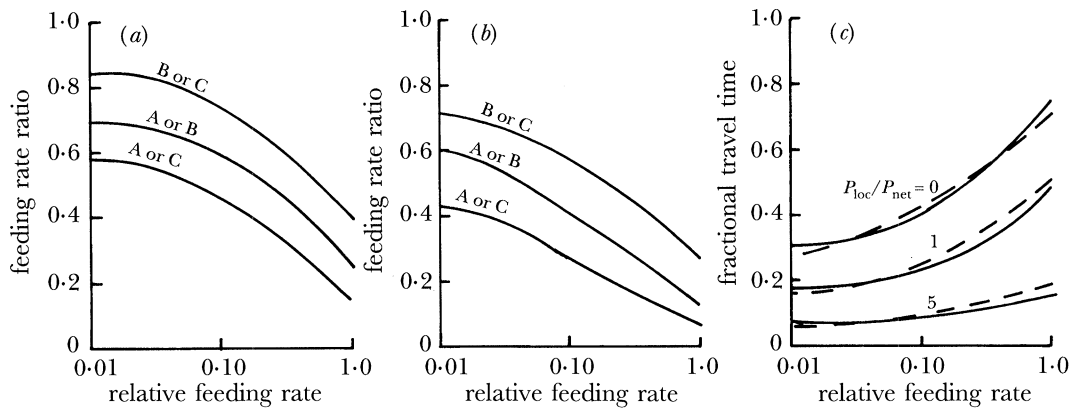 (a)
feeding rate ratio
1·0
0·8
0·6
0·4
0·2
0
B or C
A or B
A or C
0·01
0·10
1·0
relative feeding rate
(b)
feeding rate ratio
1·0
0·8
0·6
0·4
0·2
0
B or C
A or B
A or C
0·01
0·10
1·0
relative feeding rate
(c)
fractional travel time
1·0
0·8
0·6
0·4
0·2
0
Ploc/Pnet = 0
1
5
0·01
0·10
1·0
relative feeding rate